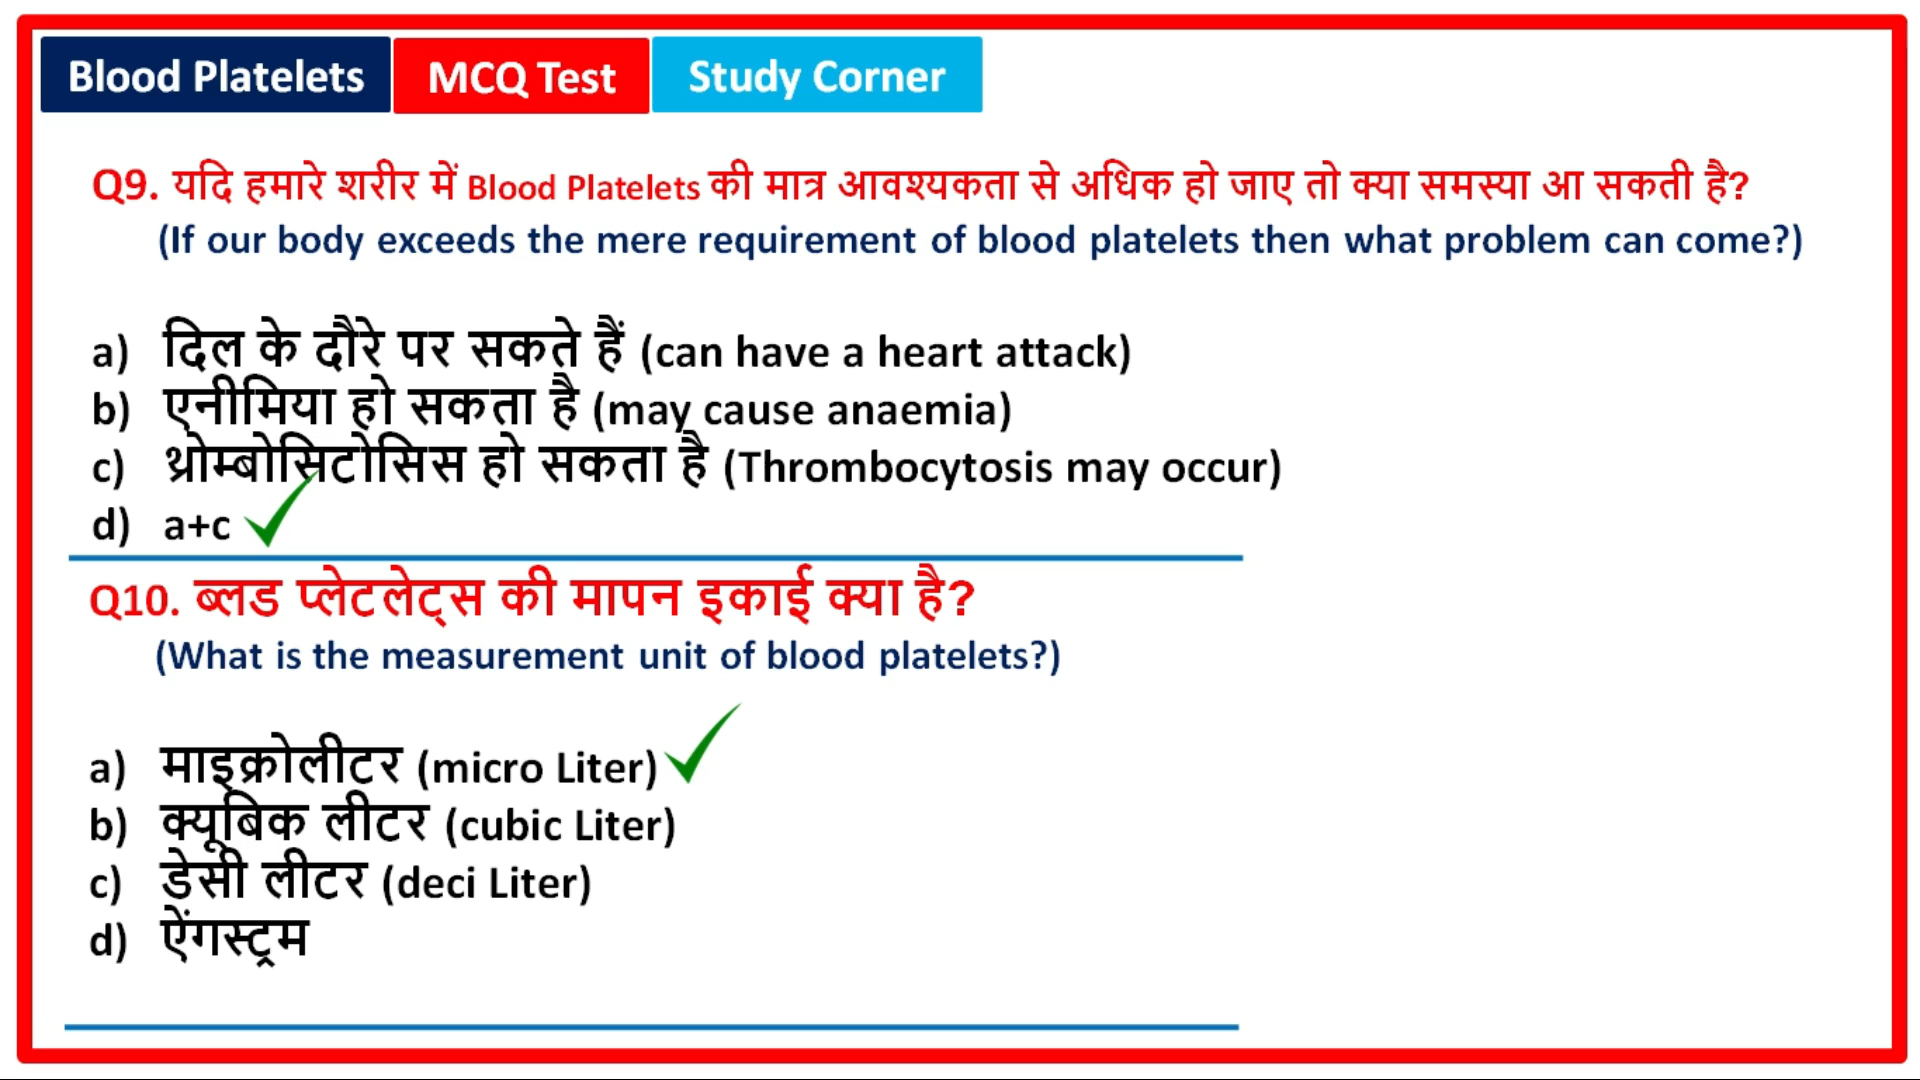 Blood Platelets MCQ Test Study Corner
Q9. यदि हमारे शरीर में Blood Platelets की मात्र आवश्यकता से अधिक हो जाए तो क्या समस्या आ सकती है?
(If our body exceeds the mere requirement of blood platelets then what problem can come?)
a) दिल के दौरे पर सकते हैं (can have a heart attack)
b) एनीमिया हो सकता है (may cause anaemia)
c) थ्रोम्बोसिटोसिस हो सकता है (Thrombocytosis may occur)
d) a+c
Q10. ब्लड प्लेटलेट्स की मापन इकाई क्या है?
(What is the measurement unit of blood platelets?)
a) माइक्रोलीटर (micro Liter)
b) क्यूबिक लीटर (cubic Liter)
c) डेसी लीटर (deci Liter)
d) ऐंगस्ट्रम